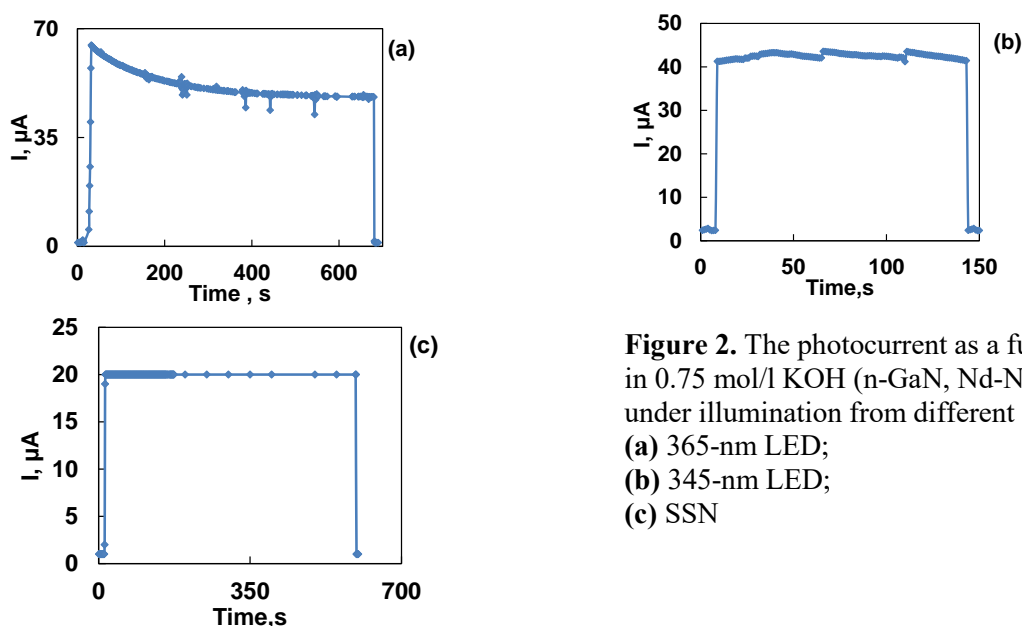 70
(a)
35
0
I, µA
0 200 400 600
Time , s
50
(b)
40
30
20
10
0
I, µA
0 50 100 150
Time,s
25
(c)
20
15
10
5
0
I, µA
0 350 700
Time,s
Figure 2. The photocurrent as a fu
in 0.75 mol/l KOH (n-GaN, Nd-N
under illumination from different
(a) 365-nm LED;
(b) 345-nm LED;
(c) SSN